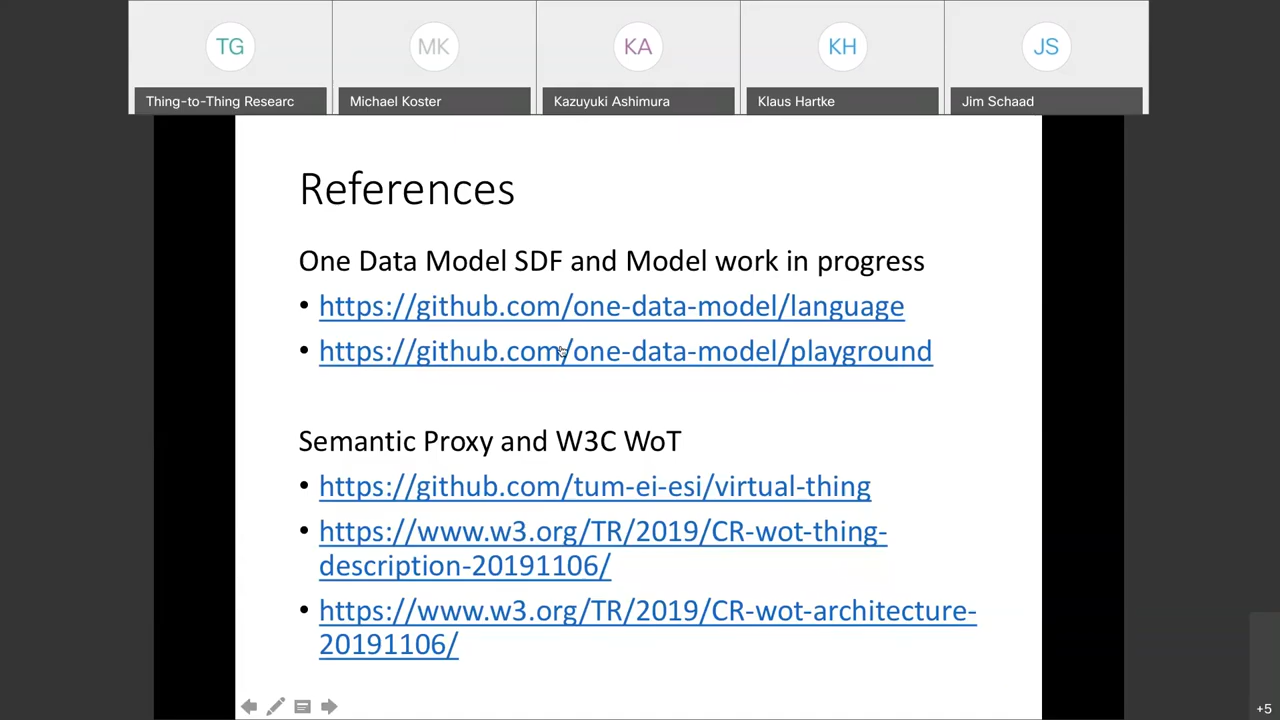 TG MK KA KH JS
Thing-to-Thing Researc Michael Koster Kazuyuki Ashimura Klaus Hartke Jim Schaad
References
One Data Model SDF and Model work in progress
• https://github.com/one-data-model/language
• https://github.com/one-data-model/playground
Semantic Proxy and W3C WoT
• https://github.com/tum-ei-esi/virtual-thing
• https://www.w3.org/TR/2019/CR-wot-thing-
description-20191106/
• https://www.w3.org/TR/2019/CR-wot-architecture-
20191106/
+5